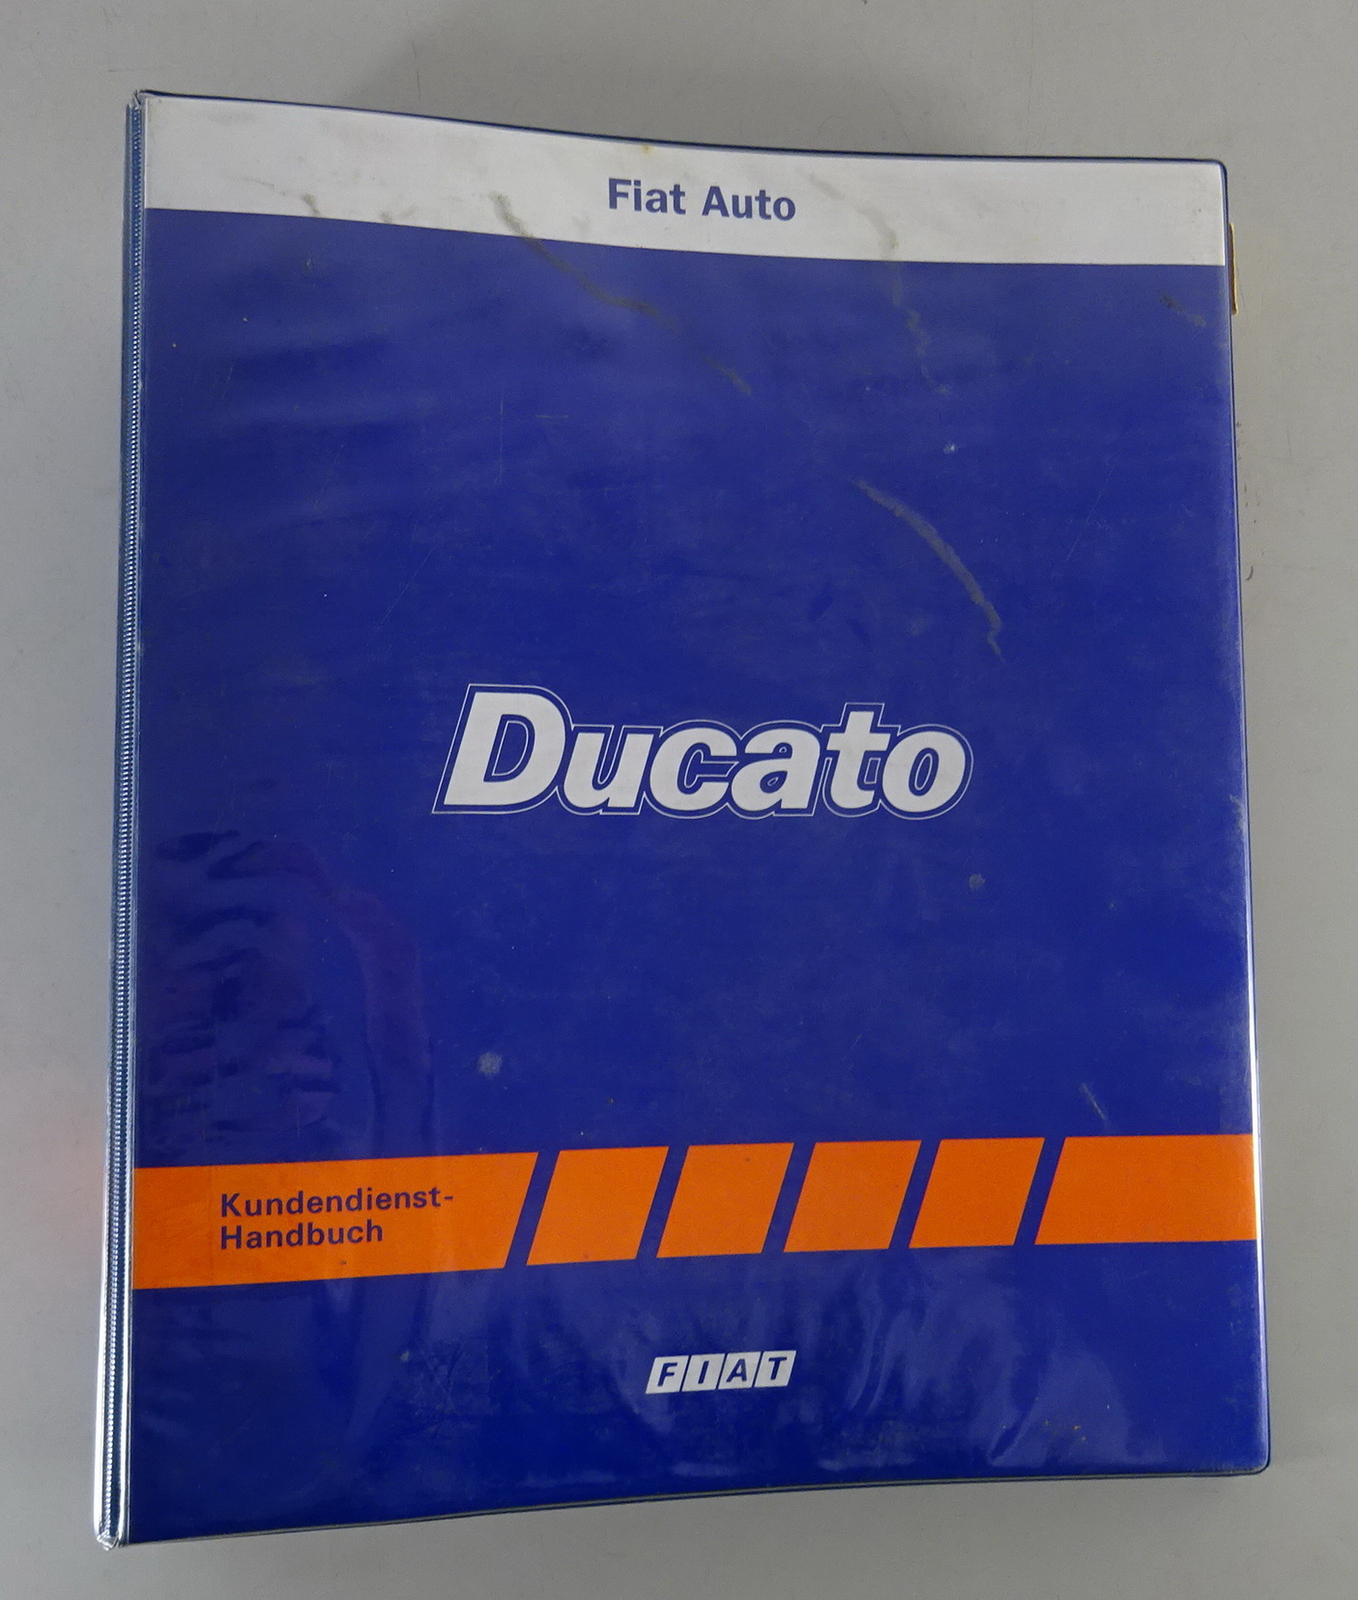 Fiat Auto
Ducato
Kundendienst-
Handbuch
FIAT